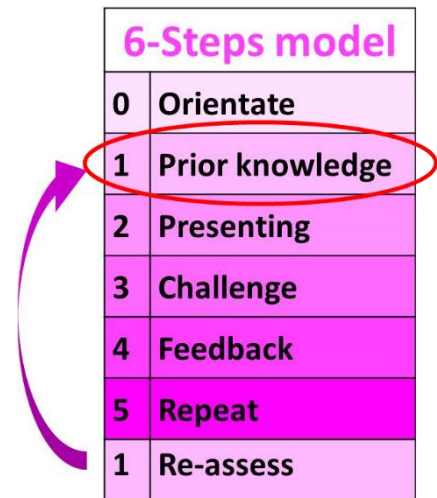 6-Steps model
0 Orientate
1 Prior knowledge
2 Presenting
3 Challenge
4 Feedback
5 Repeat
1 Re-assess